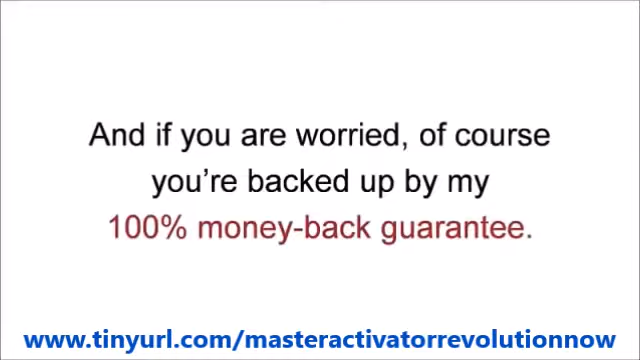 And if you are worried, of course
you're backed up by my
100% money-back guarantee.
www.tinyurl.com/masteractivatorrevolutionnow